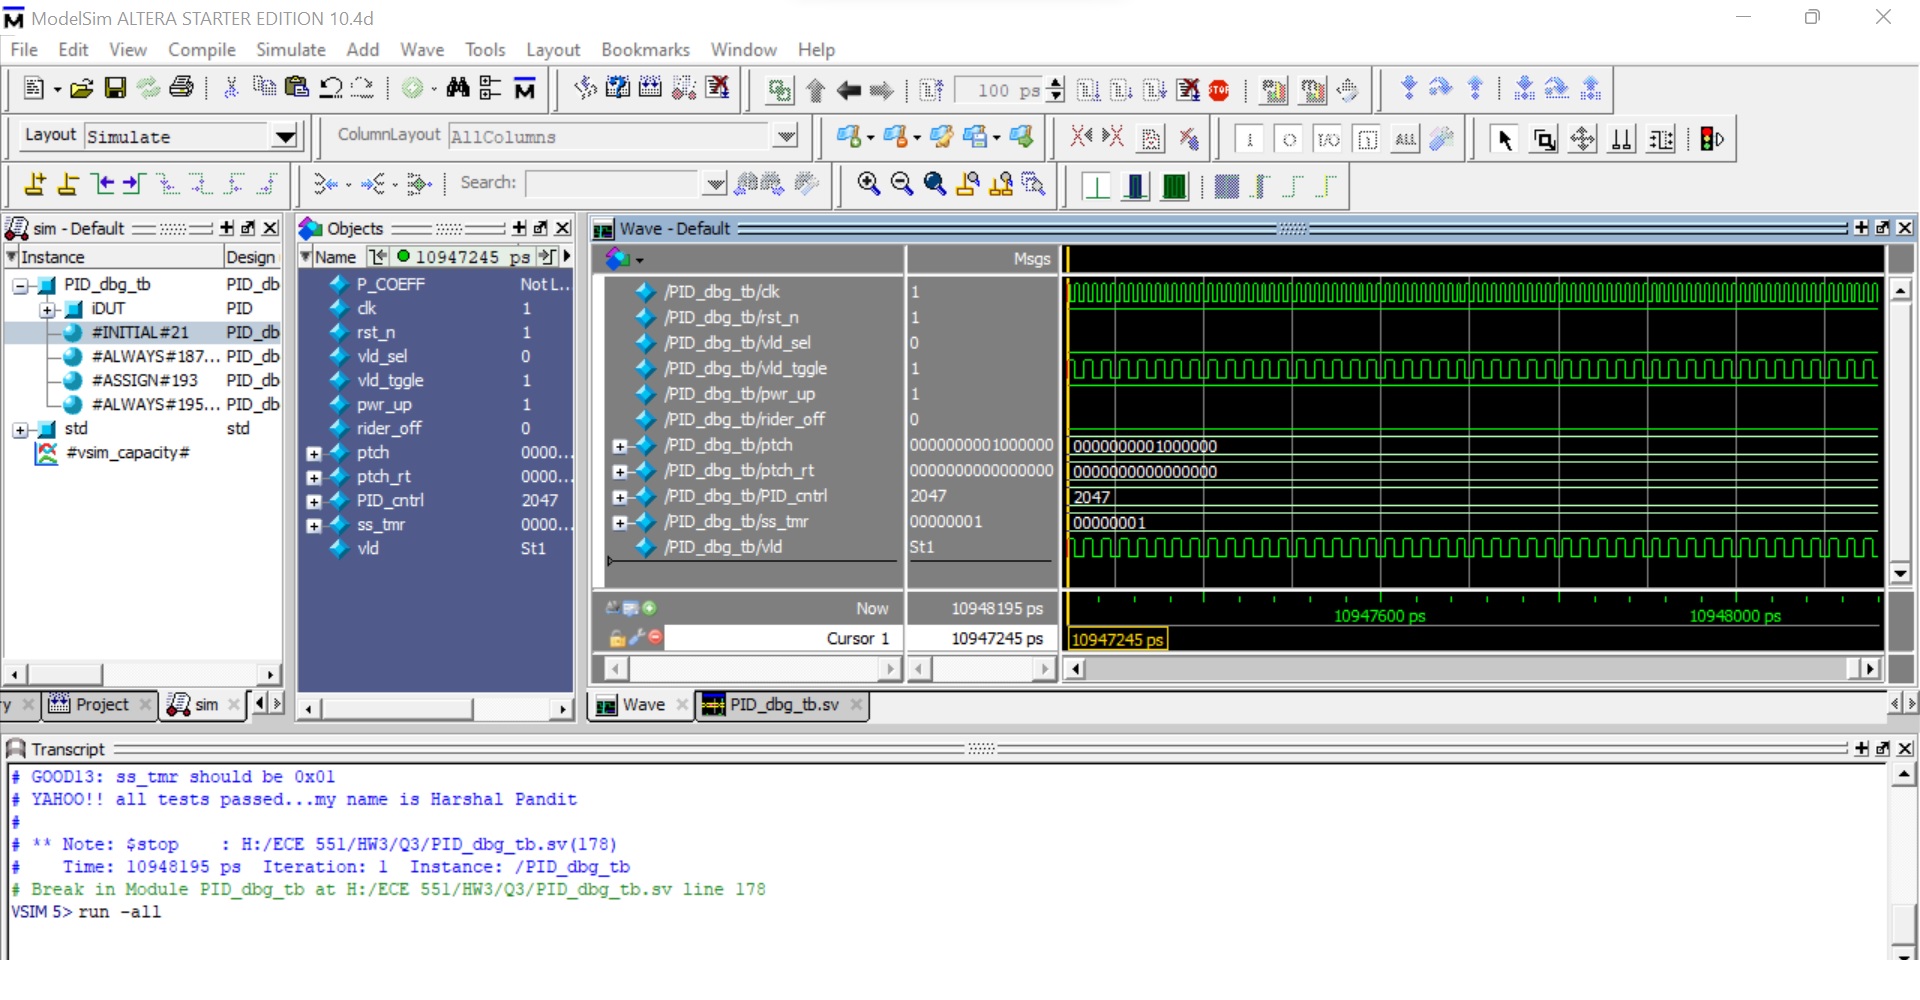 ModelSim ALTERA STARTER EDITION 10.4d
File Edit View Compile Simulate Add Wave Tools Layout Bookmarks Window Help
100 ps
STOP
Layout Simulate
ColumnLayout AllColumns
I/O
ALL
Search:
sim - Default
Instance Design
PID_dbg_tb PID_db
iDUT PID
#INITIAL#21 PID_db
#ALWAYS#187... PID_db
#ASSIGN#193 PID_db
#ALWAYS#195... PID_db
std std
#vsim_capacity#
ry Project sim
Objects
Name 10947245 ps
P_COEFF Not L...
clk 1
rst_n 1
vld_sel 0
vld_tggle 1
pwr_up 1
rider_off 0
ptch 0000...
ptch_rt 0000...
PID_cntrl 2047
ss_tmr 0000...
vld St1
Wave - Default
Msgs
/PID_dbg_tb/clk 1
/PID_dbg_tb/rst_n 1
/PID_dbg_tb/vld_sel 0
/PID_dbg_tb/vld_tggle 1
/PID_dbg_tb/pwr_up 1
/PID_dbg_tb/rider_off 0
/PID_dbg_tb/ptch 0000000001000000 0000000001000000
/PID_dbg_tb/ptch_rt 0000000000000000 0000000000000000
/PID_dbg_tb/PID_cntrl 2047 2047
/PID_dbg_tb/ss_tmr 00000001 00000001
/PID_dbg_tb/vld St1
Now 10948195 ps 10947600 ps 10948000 ps
Cursor 1 10947245 ps 10947245 ps
Wave PID_dbg_tb.sv
Transcript
# GOOD13: ss_tmr should be 0x01
# YAHOO!! all tests passed...my name is Harshal Pandit
#
# ** Note: $stop : H:/ECE 551/HW3/Q3/PID_dbg_tb.sv(178)
# Time: 10948195 ps Iteration: 1 Instance: /PID_dbg_tb
# Break in Module PID_dbg_tb at H:/ECE 551/HW3/Q3/PID_dbg_tb.sv line 178
VSIM 5> run -all